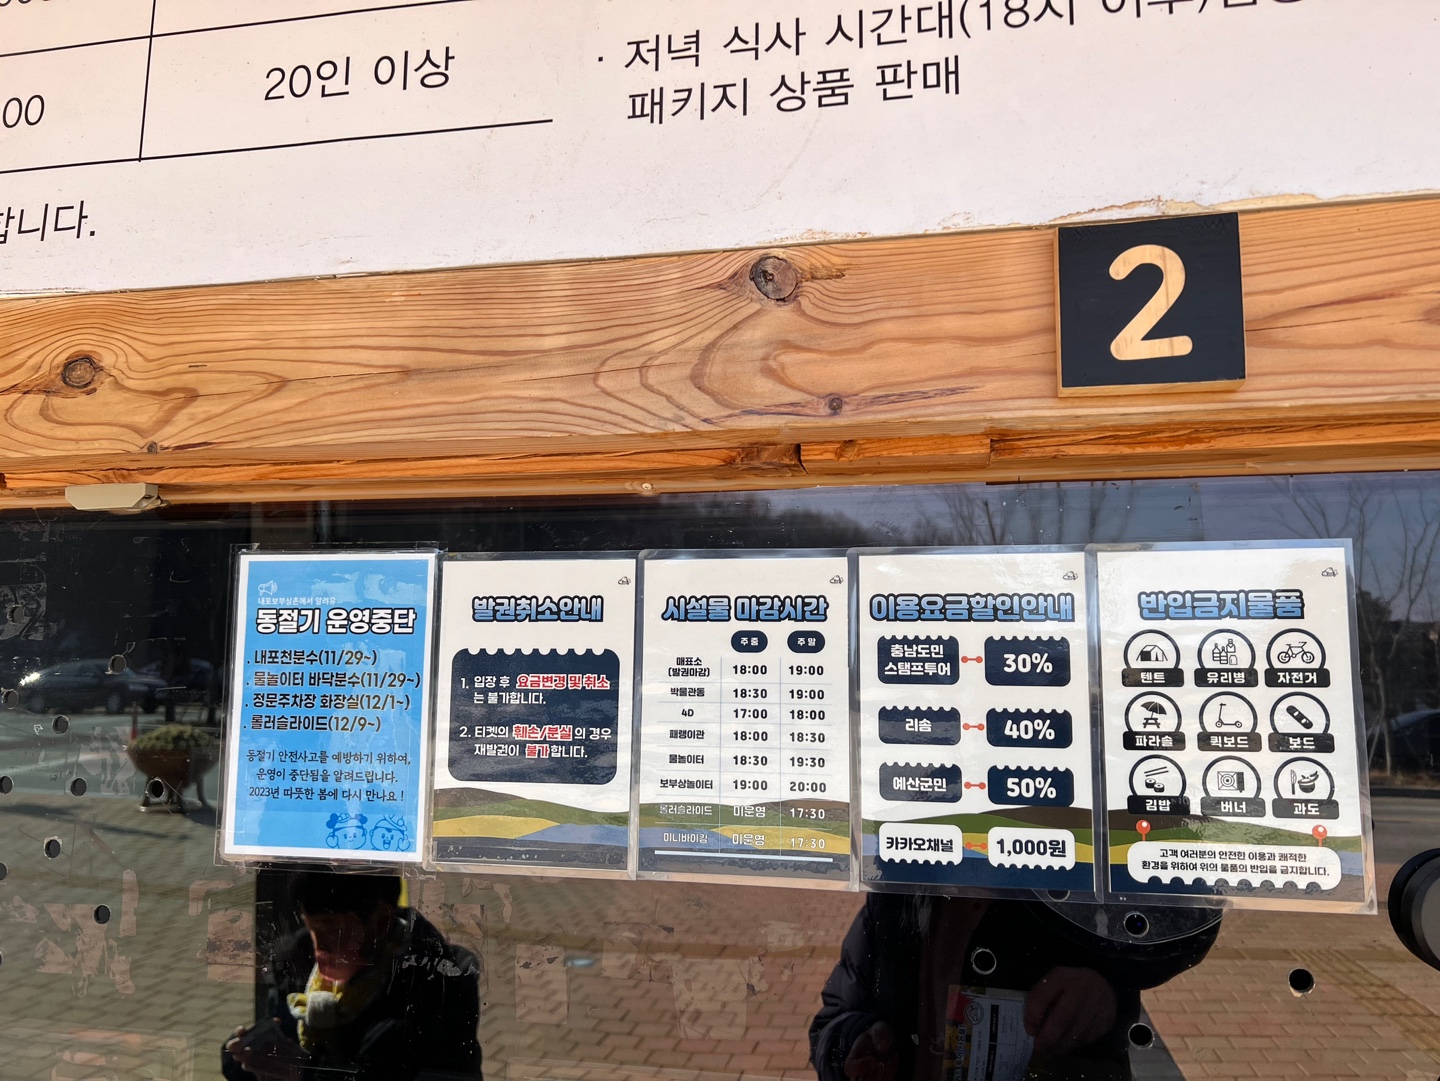 20인 이상
00
합니다.
· 저녁 식사 시간대(18시 이후)
패키지 상품 판매
2
내포보부상촌에서 알려유
동절기 운영중단
. 내포천분수(11/29~)
. 물놀이터 바닥분수(11/29~)
. 정문주차장 화장실(12/1~)
. 롤러슬라이드(12/9~)
동절기 안전사고를 예방하기 위하여,
운영이 중단됨을 알려드립니다.
2023년 따뜻한 봄에 다시 만나요 !
발권취소안내
1. 입장 후 요금변경 및 취소
는 불가합니다.
2. 티켓의 훼손/분실 의 경우
재발권이 불가합니다.
시설물 마감시간
주중 주말
매표소
(발권마감) 18:00 19:00
박물관동 18:30 19:00
4D 17:00 18:00
패랭이관 18:00 18:30
물놀이터 18:30 19:30
보부상놀이터 19:00 20:00
롤러슬라이드 미운영 17:30
미니바이킹 미운영 17:30
이용요금할인안내
충남도민
스탬프투어 30%
리솜 40%
예산군민 50%
카카오채널 1,000원
반입금지물품
텐트 유리병 자전거
파라솔 퀵보드 보드
김밥 버너 과도
고객 여러분의 안전한 이용과 쾌적한
환경을 위하여 위의 물품의 반입을 금지합니다.